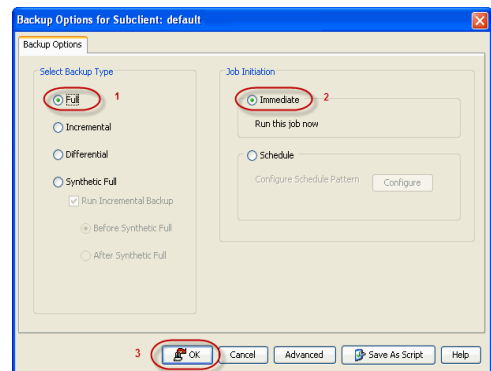 Backup Options for Subclient: default
Backup Options
Select Backup Type
Full
1
Incremental
Differential
Synthetic Full
Run Incremental Backup
Before Synthetic Full
After Synthetic Full
Job Initiation
Immediate
2
Run this job now
Schedule
Configure Schedule Pattern
Configure
3
OK
Cancel
Advanced
Save As Script
Help